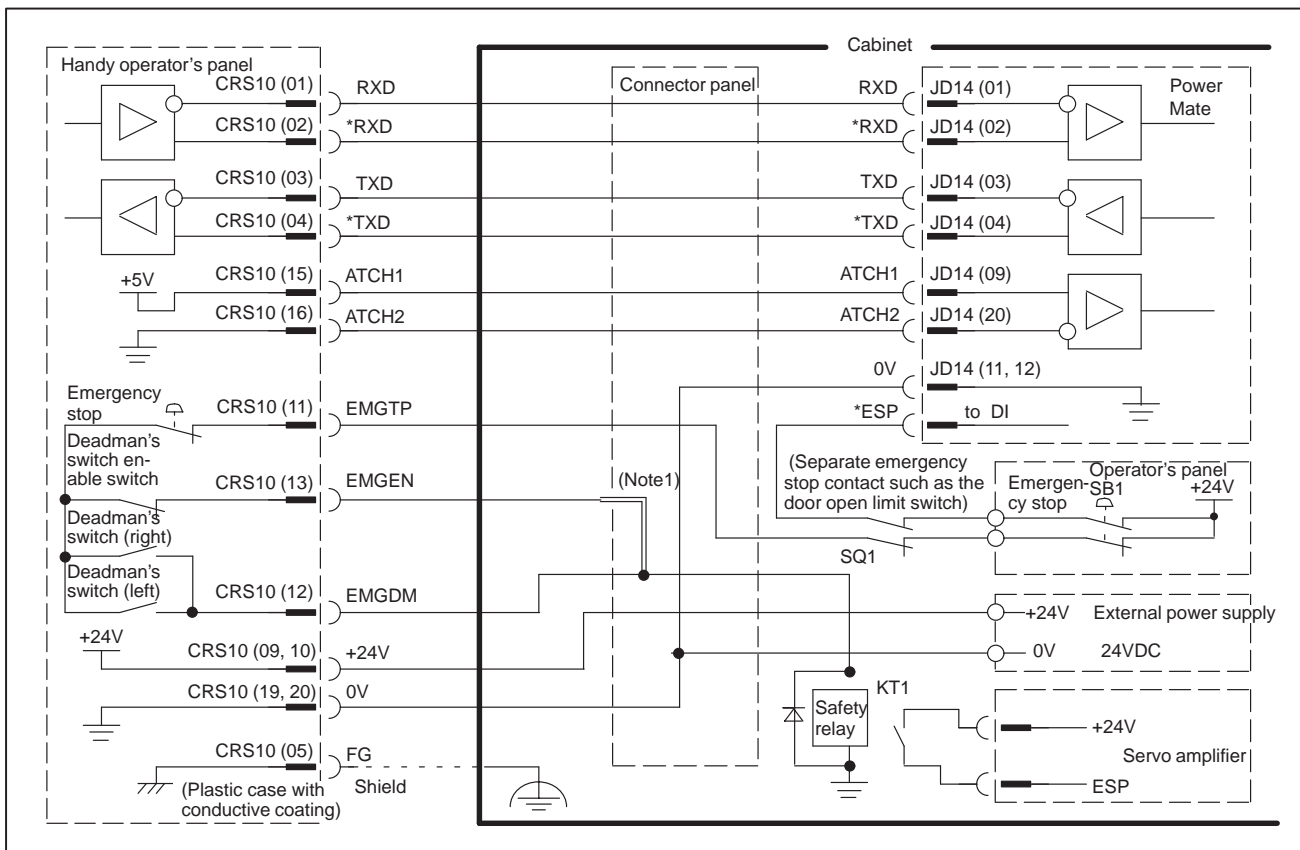 Cabinet
Handy operator's panel
CRS10 (01)
RXD
Connector panel
RXD
JD14 (01)
Power
Mate
CRS10 (02)
*RXD
*RXD
JD14 (02)
CRS10 (03)
TXD
TXD
JD14 (03)
CRS10 (04)
*TXD
*TXD
JD14 (04)
+5V
CRS10 (15)
ATCH1
ATCH1
JD14 (09)
CRS10 (16)
ATCH2
ATCH2
JD14 (20)
0V
JD14 (11, 12)
Emergency
stop
CRS10 (11)
EMGTP
*ESP
to DI
Deadman's
switch en-
able switch
CRS10 (13)
EMGEN
(Note1)
(Separate emergency
stop contact such as the
door open limit switch)
Operator's panel
Emergen-
cy stop
SB1
+24V
Deadman's
switch (right)
SQ1
Deadman's
switch (left)
CRS10 (12)
EMGDM
+24V
External power supply
+24V
CRS10 (09, 10)
+24V
0V
24VDC
CRS10 (19, 20)
0V
KT1
Safety
relay
+24V
Servo amplifier
ESP
CRS10 (05)
FG
Shield
(Plastic case with
conductive coating)